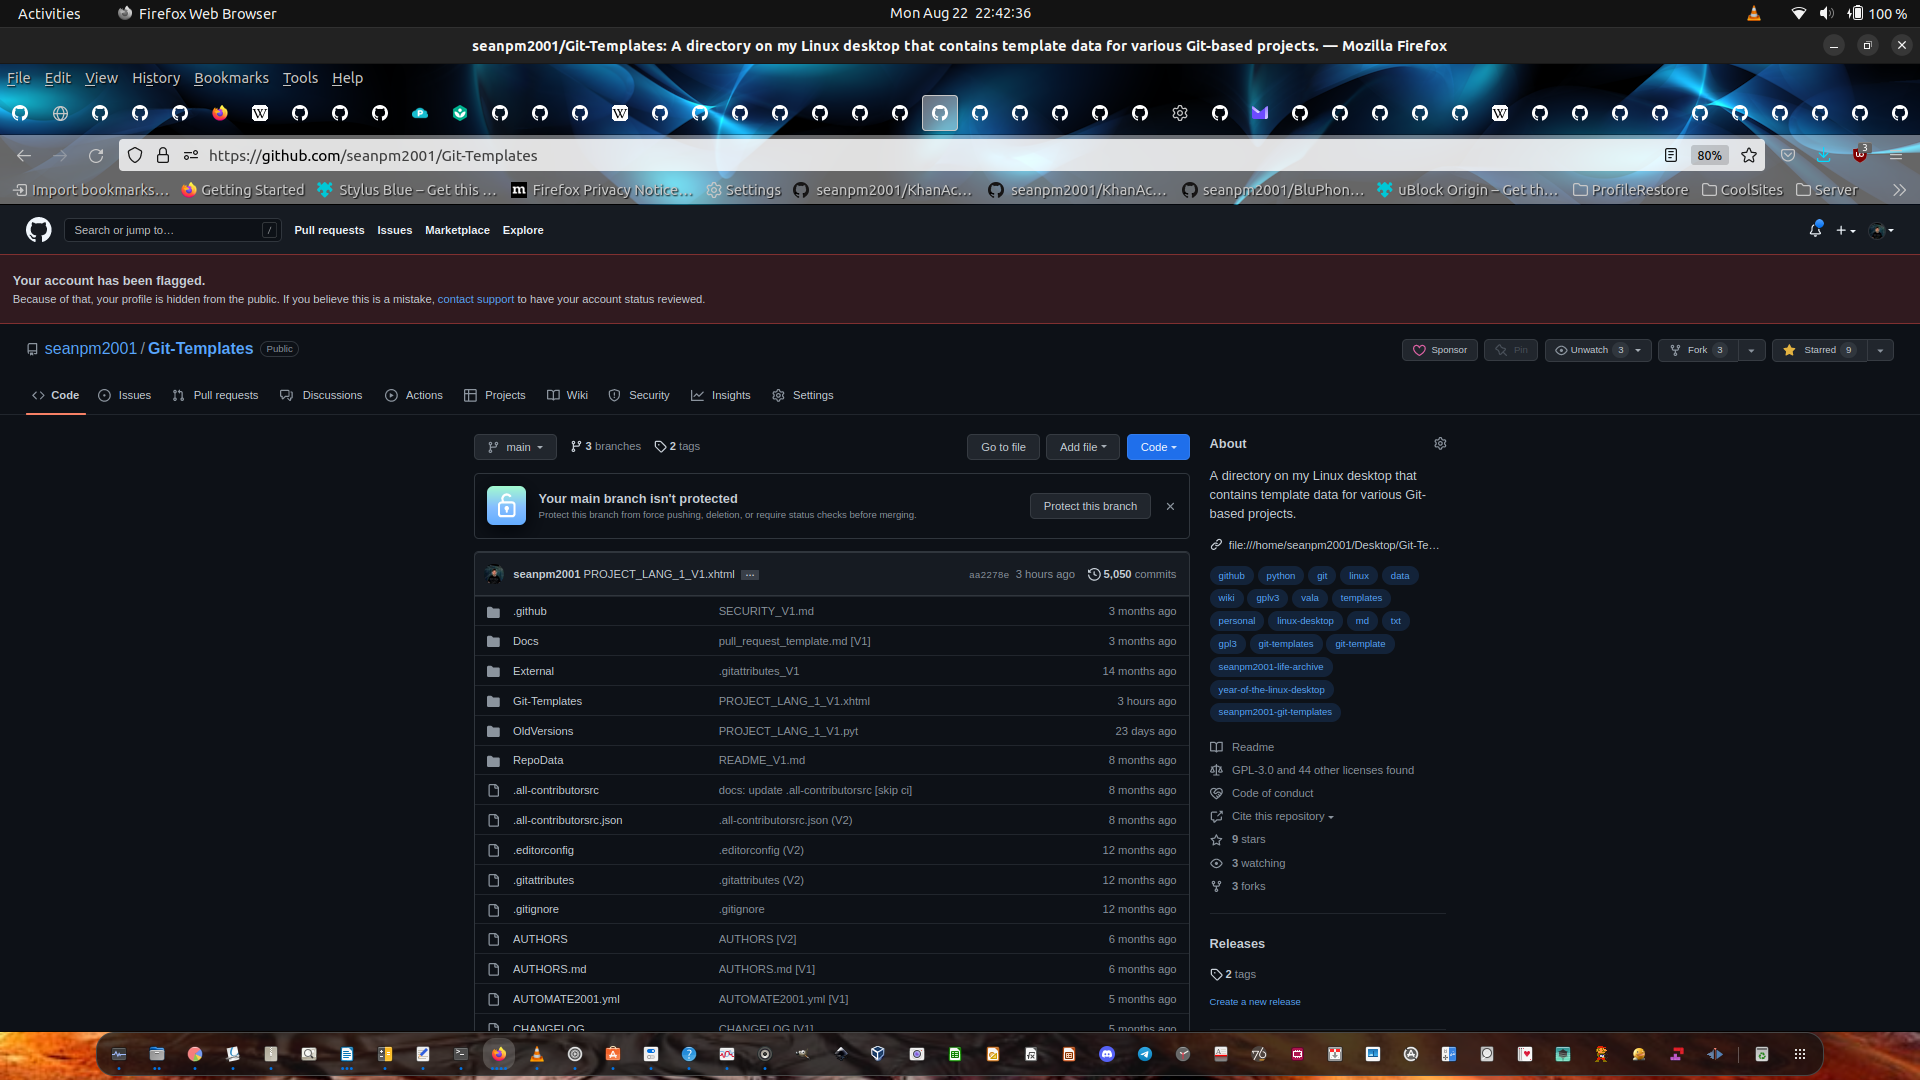 Activities Firefox Web Browser Mon Aug 22 22:42:36 100 %
seanpm2001/Git-Templates: A directory on my Linux desktop that contains template data for various Git-based projects. — Mozilla Firefox
File Edit View History Bookmarks Tools Help
https://github.com/seanpm2001/Git-Templates 80% 3
Import bookmarks… Getting Started Stylus Blue – Get this … Firefox Privacy Notice… Settings seanpm2001/KhanAc… seanpm2001/KhanAc… seanpm2001/BluPhon… uBlock Origin – Get th… ProfileRestore CoolSites Server
Search or jump to… / Pull requests Issues Marketplace Explore
Your account has been flagged.
Because of that, your profile is hidden from the public. If you believe this is a mistake, contact support to have your account status reviewed.
seanpm2001 / Git-Templates Public Sponsor Pin Unwatch 3 Fork 3 Starred 9
Code Issues Pull requests Discussions Actions Projects Wiki Security Insights Settings
main 3 branches 2 tags Go to file Add file Code
Your main branch isn't protected
Protect this branch from force pushing, deletion, or require status checks before merging.
Protect this branch
seanpm2001 PROJECT_LANG_1_V1.xhtml … aa2278e 3 hours ago 5,050 commits
.github SECURITY_V1.md 3 months ago
Docs pull_request_template.md [V1] 3 months ago
External .gitattributes_V1 14 months ago
Git-Templates PROJECT_LANG_1_V1.xhtml 3 hours ago
OldVersions PROJECT_LANG_1_V1.pyt 23 days ago
RepoData README_V1.md 8 months ago
.all-contributorsrc docs: update .all-contributorsrc [skip ci] 8 months ago
.all-contributorsrc.json .all-contributorsrc.json (V2) 8 months ago
.editorconfig .editorconfig (V2) 12 months ago
.gitattributes .gitattributes (V2) 12 months ago
.gitignore .gitignore 12 months ago
AUTHORS AUTHORS [V2] 6 months ago
AUTHORS.md AUTHORS.md [V1] 6 months ago
AUTOMATE2001.yml AUTOMATE2001.yml [V1] 5 months ago
CHANGELOG CHANGELOG [V1] 5 months ago
About
A directory on my Linux desktop that
contains template data for various Git-
based projects.
file:///home/seanpm2001/Desktop/Git-Te…
github python git linux data
wiki gplv3 vala templates
personal linux-desktop md txt
gpl3 git-templates git-template
seanpm2001-life-archive
year-of-the-linux-desktop
seanpm2001-git-templates
Readme
GPL-3.0 and 44 other licenses found
Code of conduct
Cite this repository
9 stars
3 watching
3 forks
Releases
2 tags
Create a new release